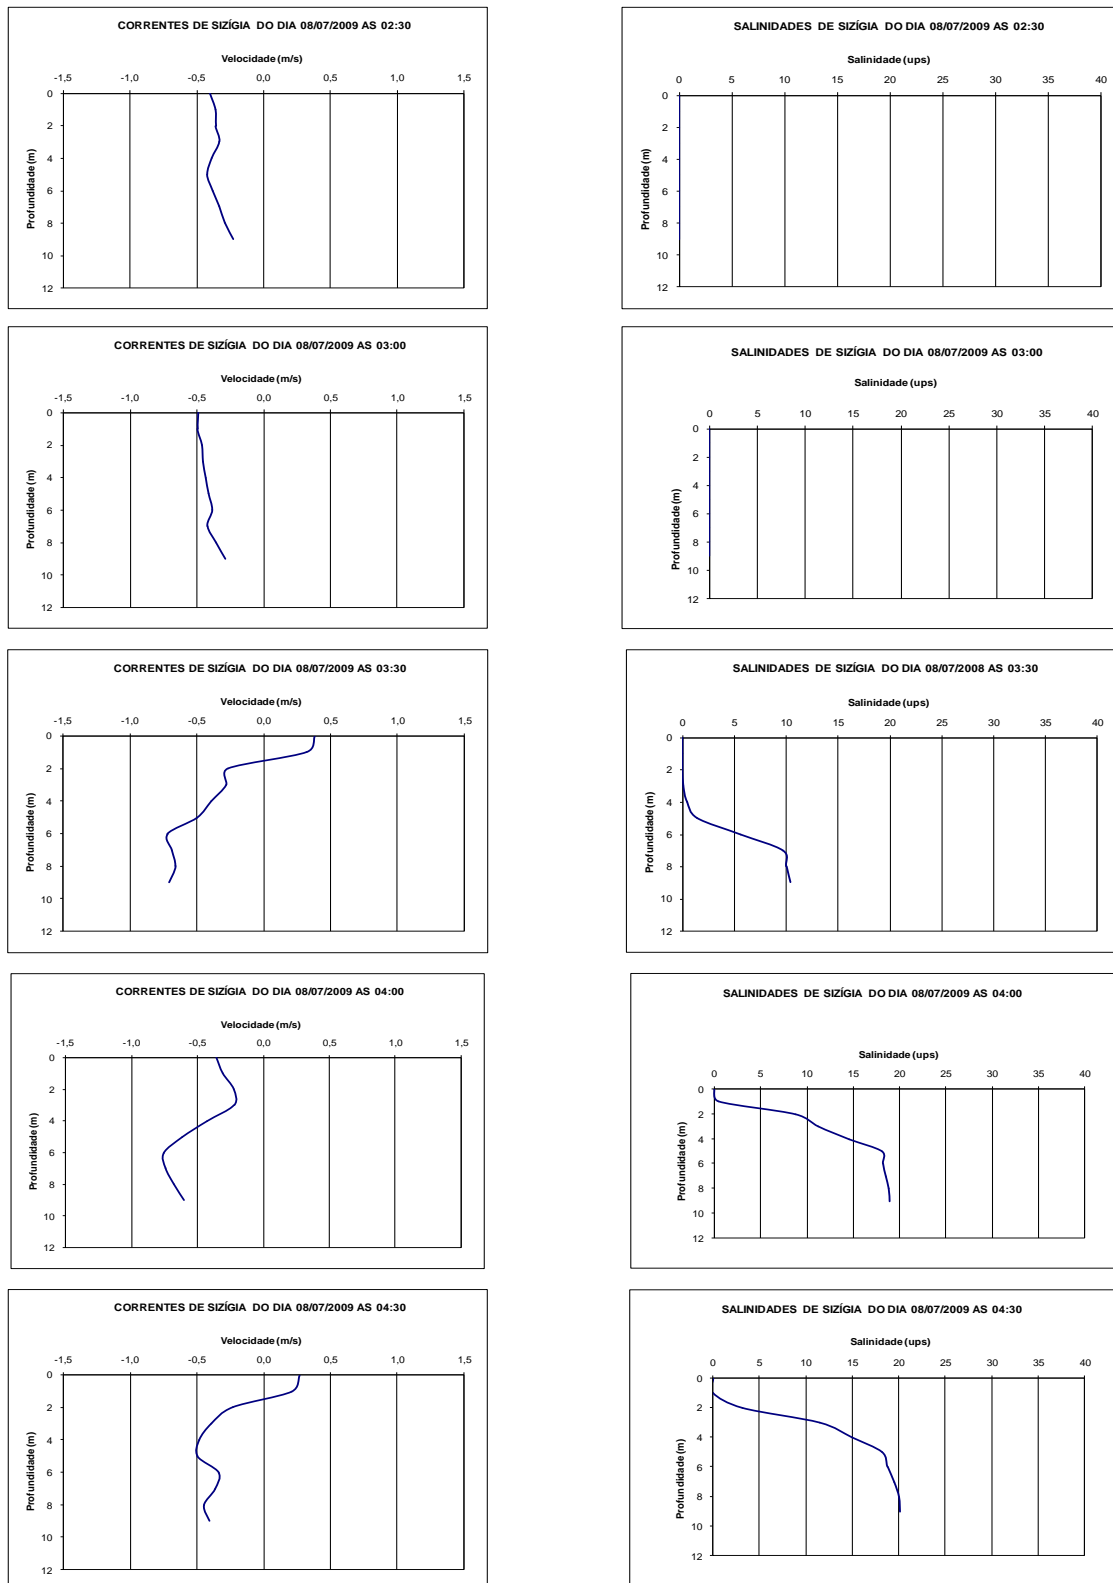 CORRENTES DE SIZÍGIA DO DIA 08/07/2009 AS 02:30
Velocidade (m/s)
-1,5 -1,0 -0,5 0,0 0,5 1,0 1,5
0
2
4
6
8
10
12
Profundidade (m)
SALINIDADES DE SIZÍGIA DO DIA 08/07/2009 AS 02:30
Salinidade (ups)
0 5 10 15 20 25 30 35 40
0
2
4
6
8
10
12
Profundidade (m)
CORRENTES DE SIZÍGIA DO DIA 08/07/2009 AS 03:00
Velocidade (m/s)
-1,5 -1,0 -0,5 0,0 0,5 1,0 1,5
0
2
4
6
8
10
12
Profundidade (m)
SALINIDADES DE SIZÍGIA DO DIA 08/07/2009 AS 03:00
Salinidade (ups)
0 5 10 15 20 25 30 35 40
0
2
4
6
8
10
12
Profundidade (m)
CORRENTES DE SIZÍGIA DO DIA 08/07/2009 AS 03:30
Velocidade (m/s)
-1,5 -1,0 -0,5 0,0 0,5 1,0 1,5
0
2
4
6
8
10
12
Profundidade (m)
SALINIDADES DE SIZÍGIA DO DIA 08/07/2008 AS 03:30
Salinidade (ups)
0 5 10 15 20 25 30 35 40
0
2
4
6
8
10
12
Profundidade (m)
CORRENTES DE SIZÍGIA DO DIA 08/07/2009 AS 04:00
Velocidade (m/s)
-1,5 -1,0 -0,5 0,0 0,5 1,0 1,5
0
2
4
6
8
10
12
Profundidade (m)
SALINIDADES DE SIZÍGIA DO DIA 08/07/2009 AS 04:00
Salinidade (ups)
0 5 10 15 20 25 30 35 40
0
2
4
6
8
10
12
Profundidade (m)
CORRENTES DE SIZÍGIA DO DIA 08/07/2009 AS 04:30
Velocidade (m/s)
-1,5 -1,0 -0,5 0,0 0,5 1,0 1,5
0
2
4
6
8
10
12
Profundidade (m)
SALINIDADES DE SIZÍGIA DO DIA 08/07/2009 AS 04:30
Salinidade (ups)
0 5 10 15 20 25 30 35 40
0
2
4
6
8
10
12
Profundidade (m)